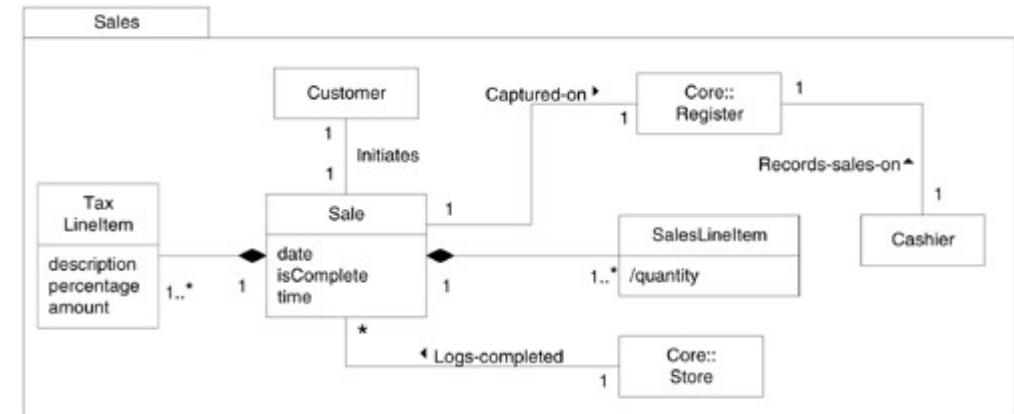 Sales
Customer
1
Initiates
1
Captured-on
1
1
Core::
Register
1
Records-sales-on
1
Cashier
Tax
LineItem
description
percentage
amount
1..*
1
Sale
date
isComplete
time
1
1..*
SalesLineItem
/quantity
*
Logs-completed
1
Core::
Store